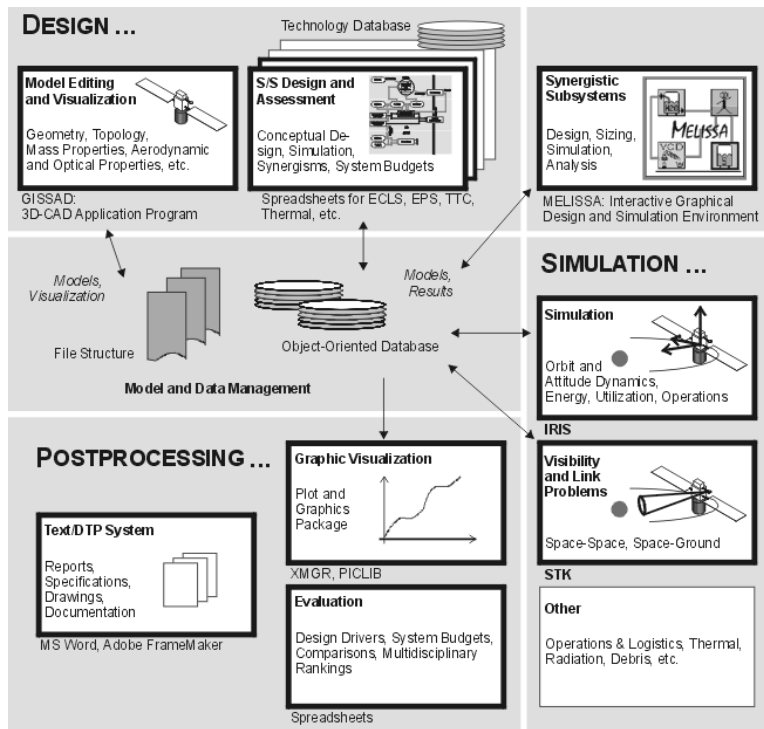 DESIGN ...
Technology Database
Model Editing
and Visualization
Geometry, Topology,
Mass Properties, Aerodynamic
and Optical Properties, etc.
GISSAD:
3D-CAD Application Program
S/S Design and
Assessment
Conceptual De-
sign, Simulation,
Synergisms, System Budgets
Spreadsheets for ECLS, EPS, TTC,
Thermal, etc.
Synergistic
Subsystems
Design, Sizing,
Simulation,
Analysis
MELISSA
VCD
MELISSA: Interactive Graphical
Design and Simulation Environment
Models,
Visualization
File Structure
Models,
Results
Object-Oriented Database
Model and Data Management
SIMULATION ...
Simulation
Orbit and
Attitude Dynamics,
Energy, Utilization, Operations
IRIS
Visibility
and Link
Problems
Space-Space, Space-Ground
STK
Other
Operations & Logistics, Thermal,
Radiation, Debris, etc.
POSTPROCESSING ...
Text/DTP System
Reports,
Specifications,
Drawings,
Documentation
MS Word, Adobe FrameMaker
Graphic Visualization
Plot and
Graphics
Package
XMGR, PICLIB
Evaluation
Design Drivers, System Budgets,
Comparisons, Multidisciplinary
Rankings
Spreadsheets